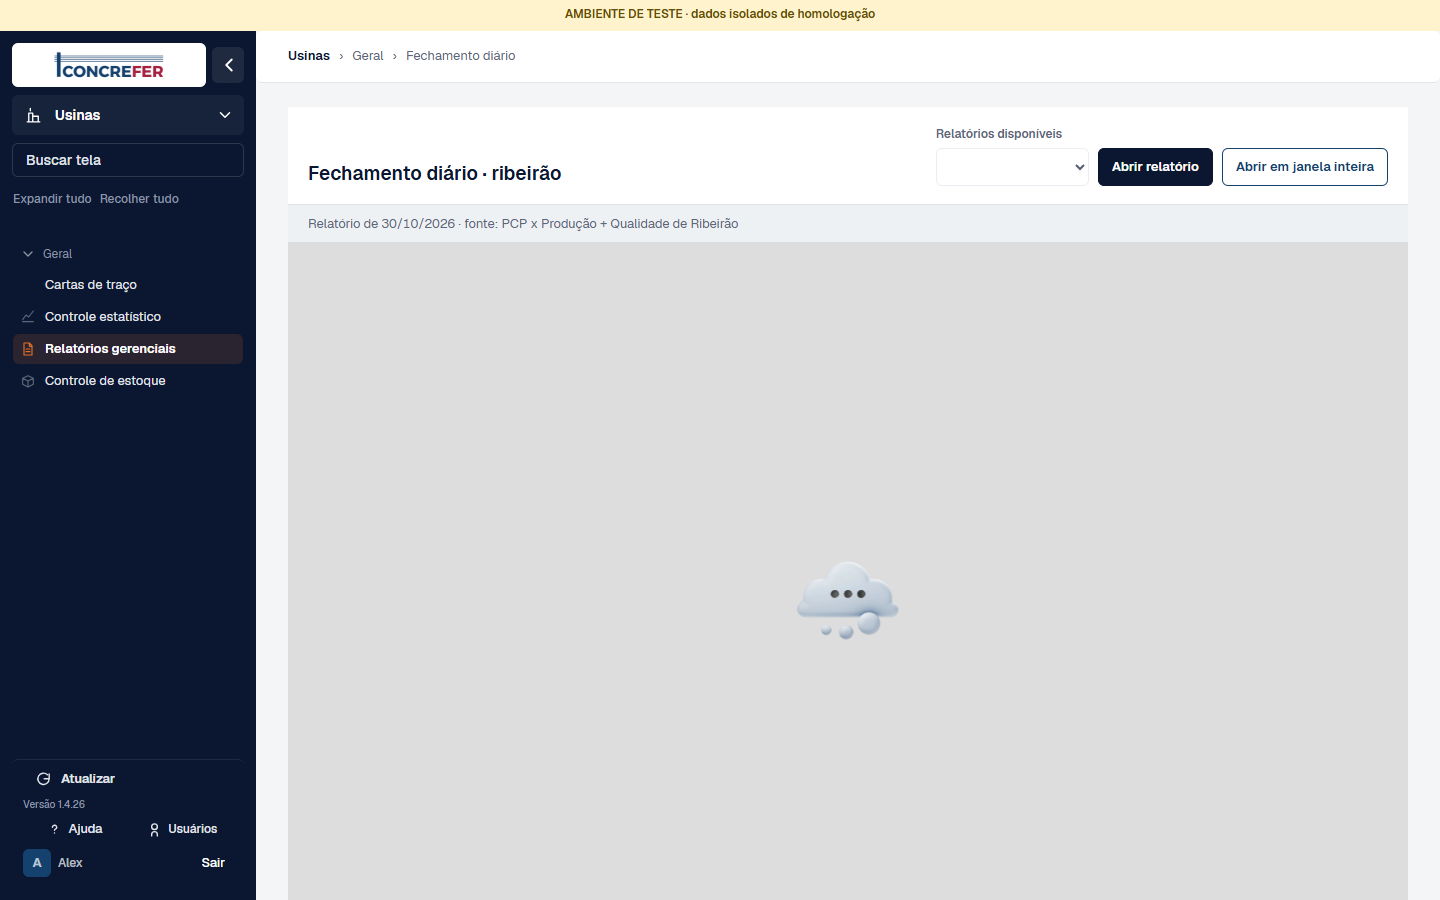 AMBIENTE DE TESTE · dados isolados de homologação
CONCREFER
Usinas
Buscar tela
Expandir tudo Recolher tudo
Geral
Cartas de traço
Controle estatístico
Relatórios gerenciais
Controle de estoque
Atualizar
Versão 1.4.26
? Ajuda Usuários
A Alex Sair
Usinas › Geral › Fechamento diário
Relatórios disponíveis
Fechamento diário · ribeirão
Abrir relatório
Abrir em janela inteira
Relatório de 30/10/2026 · fonte: PCP x Produção + Qualidade de Ribeirão